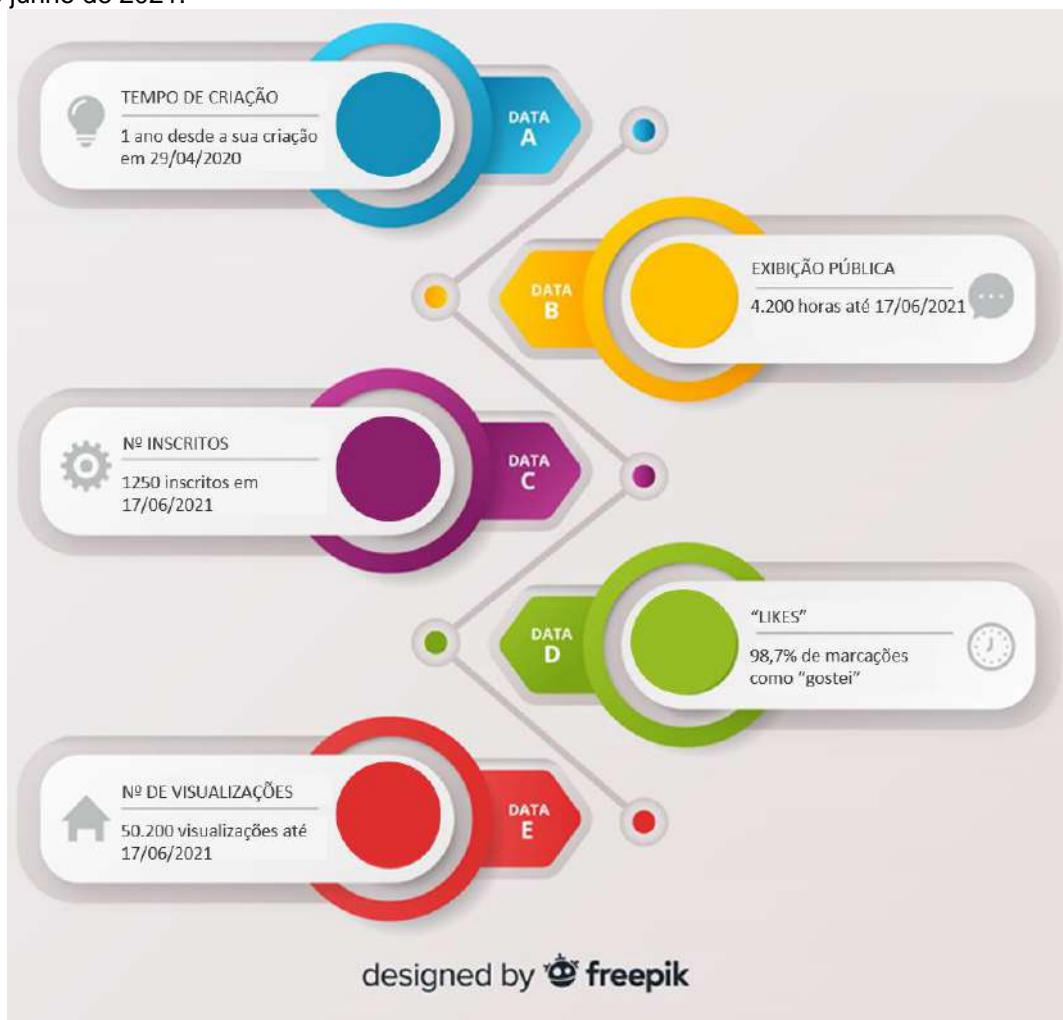 junho de 2021.
TEMPO DE CRIAÇÃO
1 ano desde a sua criação
em 29/04/2020
DATA
A
DATA
B
EXIBIÇÃO PÚBLICA
4.200 horas até 17/06/2021
Nº INSCRITOS
1250 inscritos em
17/06/2021
DATA
C
DATA
D
“LIKES”
98,7% de marcações
como “gostei”
Nº DE VISUALIZAÇÕES
50.200 visualizações até
17/06/2021
DATA
E
designed by freepik